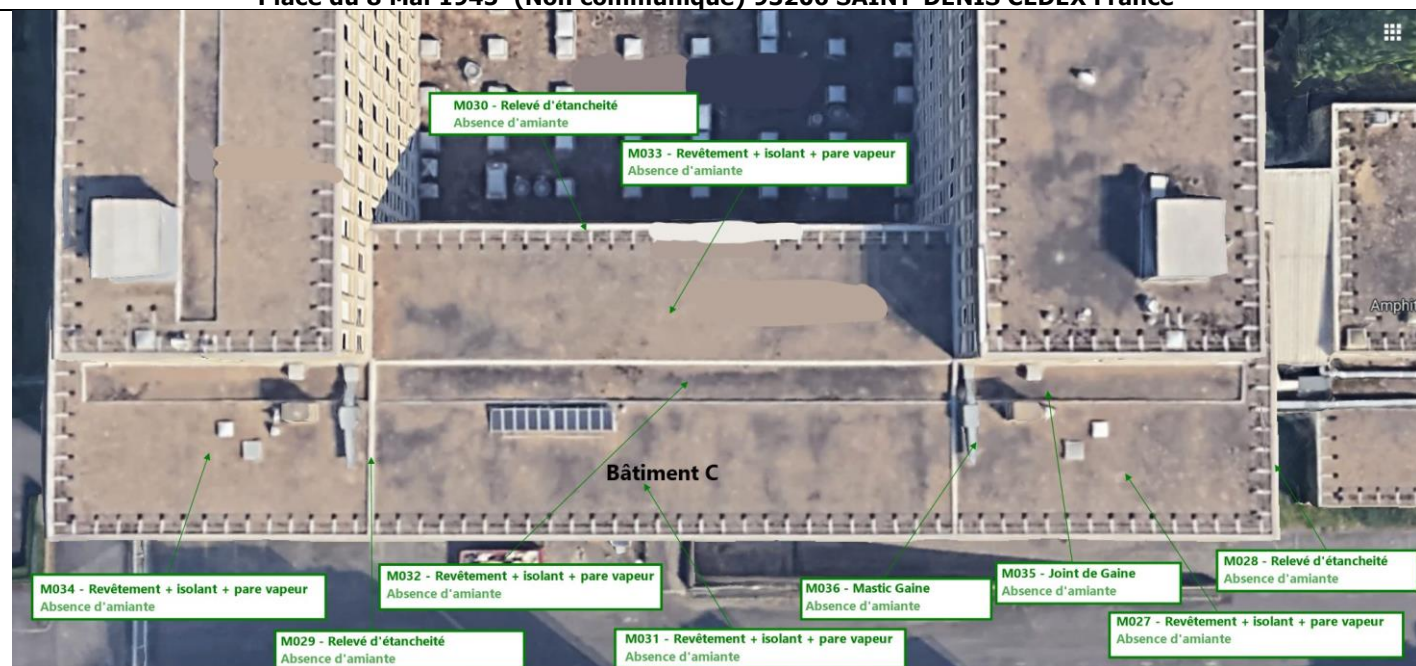 Place du 8 Mai 1945 (Non communiqué) 93206 SAINT-DENIS CEDEX France
M030 - Relevé d'étancheité
Absence d'amiante
M033 - Revêtement + isolant + pare vapeur
Absence d'amiante
Amphit
Bâtiment C
M034 - Revêtement + isolant + pare vapeur
Absence d'amiante
M032 - Revêtement + isolant + pare vapeur
Absence d'amiante
M036 - Mastic Gaine
Absence d'amiante
M035 - Joint de Gaine
Absence d'amiante
M028 - Relevé d'étancheité
Absence d'amiante
M029 - Relevé d'étancheité
Absence d'amiante
M031 - Revêtement + isolant + pare vapeur
Absence d'amiante
M027 - Revêtement + isolant + pare vapeur
Absence d'amiante